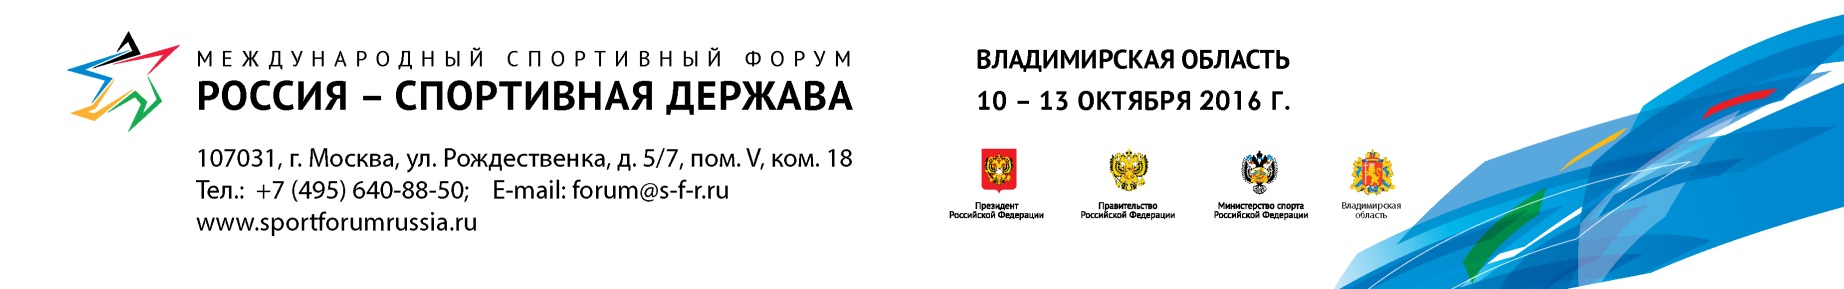 МЕЖДУНАРОДНЫЙ СПОРТИВНЫЙ ФОРУМ
РОССИЯ – СПОРТИВНАЯ ДЕРЖАВА
107031, г. Москва, ул. Рождественка, д. 5/7, пом. V, ком. 18
Тел.: +7 (495) 640-88-50; E-mail: forum@s-f-r.ru
www.sportforumrussia.ru
ВЛАДИМИРСКАЯ ОБЛАСТЬ
10 – 13 ОКТЯБРЯ 2016 Г.
Президент
Российской Федерации
Правительство
Российской Федерации
Министерство спорта
Российской Федерации
Владимирская
область